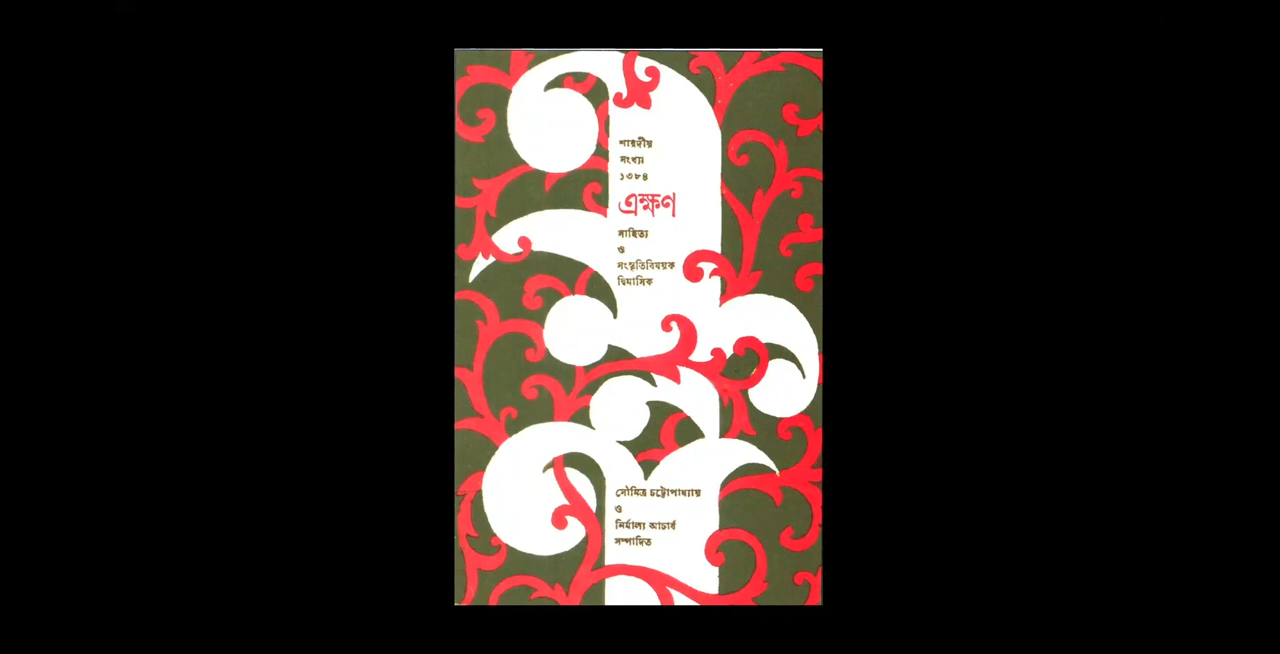 শারদীয়
সংখ্যা
১৩৮৪
এক্ষণ
সাহিত্য
ও
সংস্কৃতিবিষয়ক
দ্বিমাসিক
সৌমিত্র চট্টোপাধ্যায়
ও
নির্মাল্য আচার্য
সম্পাদিত